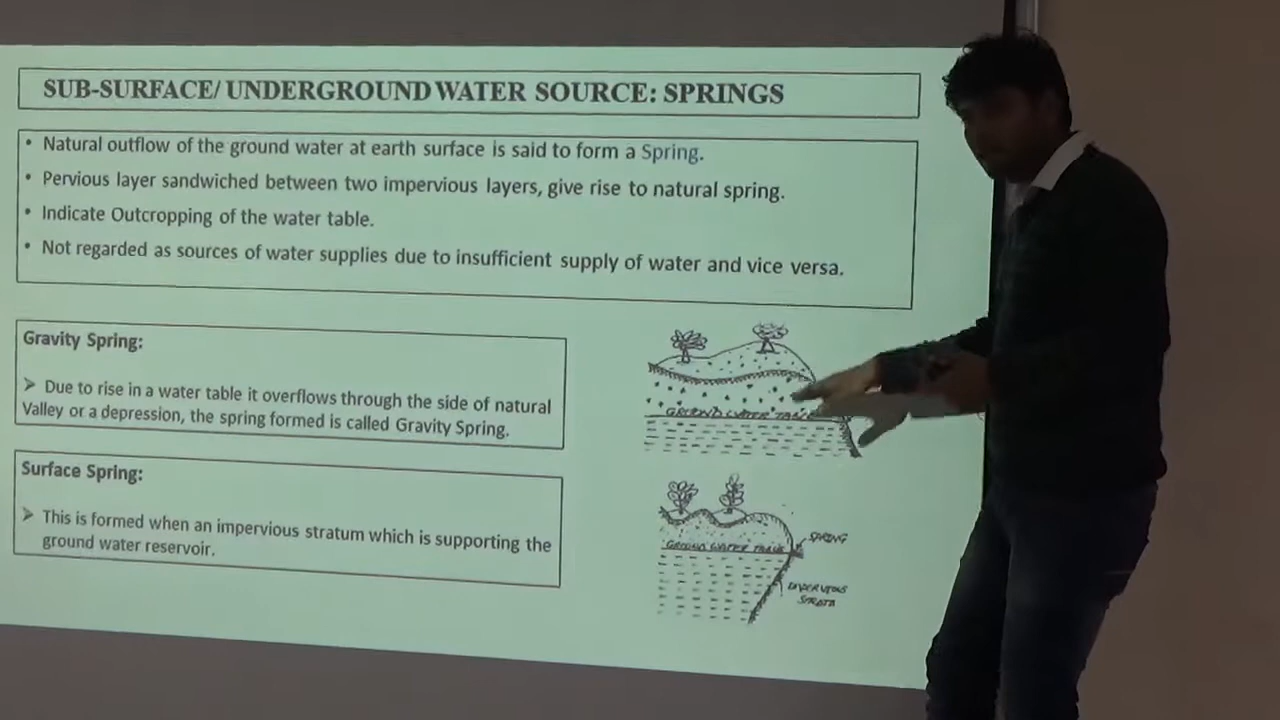 SUB-SURFACE/ UNDERGROUND WATER SOURCE: SPRINGS
• Natural outflow of the ground water at earth surface is said to form a Spring.
• Pervious layer sandwiched between two impervious layers, give rise to natural spring.
• Indicate Outcropping of the water table.
• Not regarded as sources of water supplies due to insufficient supply of water and vice versa.
Gravity Spring:
➤ Due to rise in a water table it overflows through the side of natural
Valley or a depression, the spring formed is called Gravity Spring.
GROUND WATER TABLE
Surface Spring:
➤ This is formed when an impervious stratum which is supporting the
ground water reservoir.
SPRING
GROUND WATER TABLE
IMPERVIOUS
STRATA